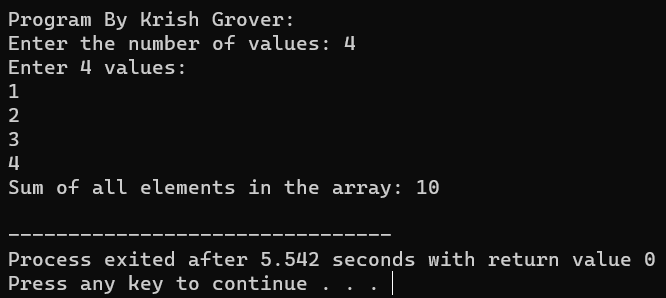 Program By Krish Grover:
Enter the number of values: 4
Enter 4 values:
1
2
3
4
Sum of all elements in the array: 10

--------------------------------
Process exited after 5.542 seconds with return value 0
Press any key to continue . . .